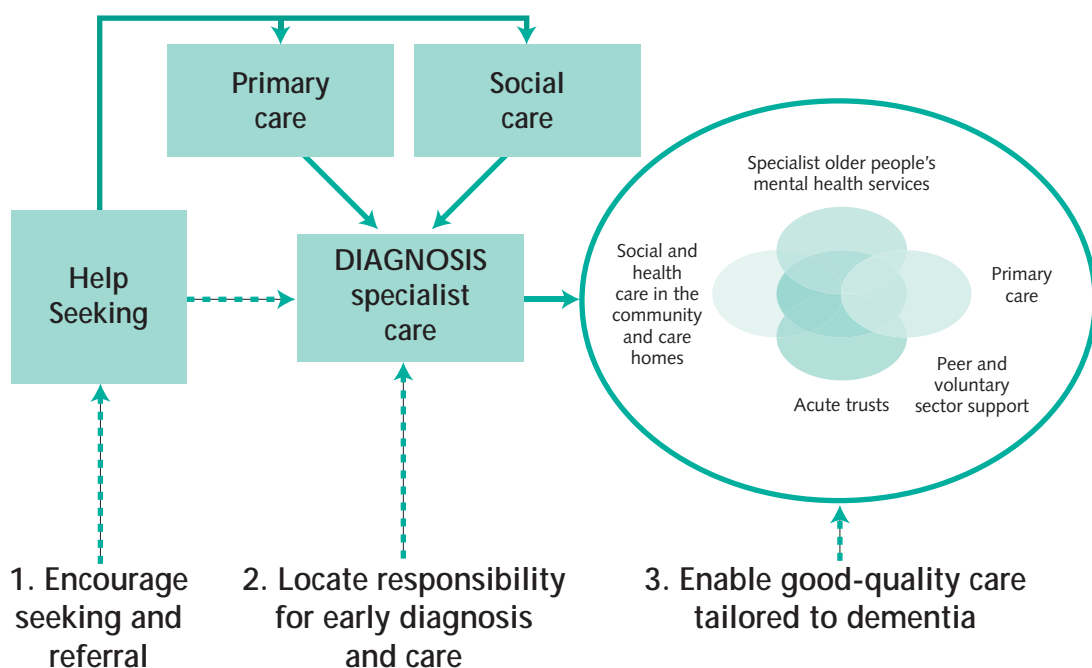 Primary
care
Social
care
Help
Seeking
DIAGNOSIS
specialist
care
Specialist older people's
mental health services
Social and
health
care in the
community
and care
homes
Primary
care
Peer and
voluntary
sector support
Acute trusts
1. Encourage
seeking and
referral
2. Locate responsibility
for early diagnosis
and care
3. Enable good-quality care
tailored to dementia